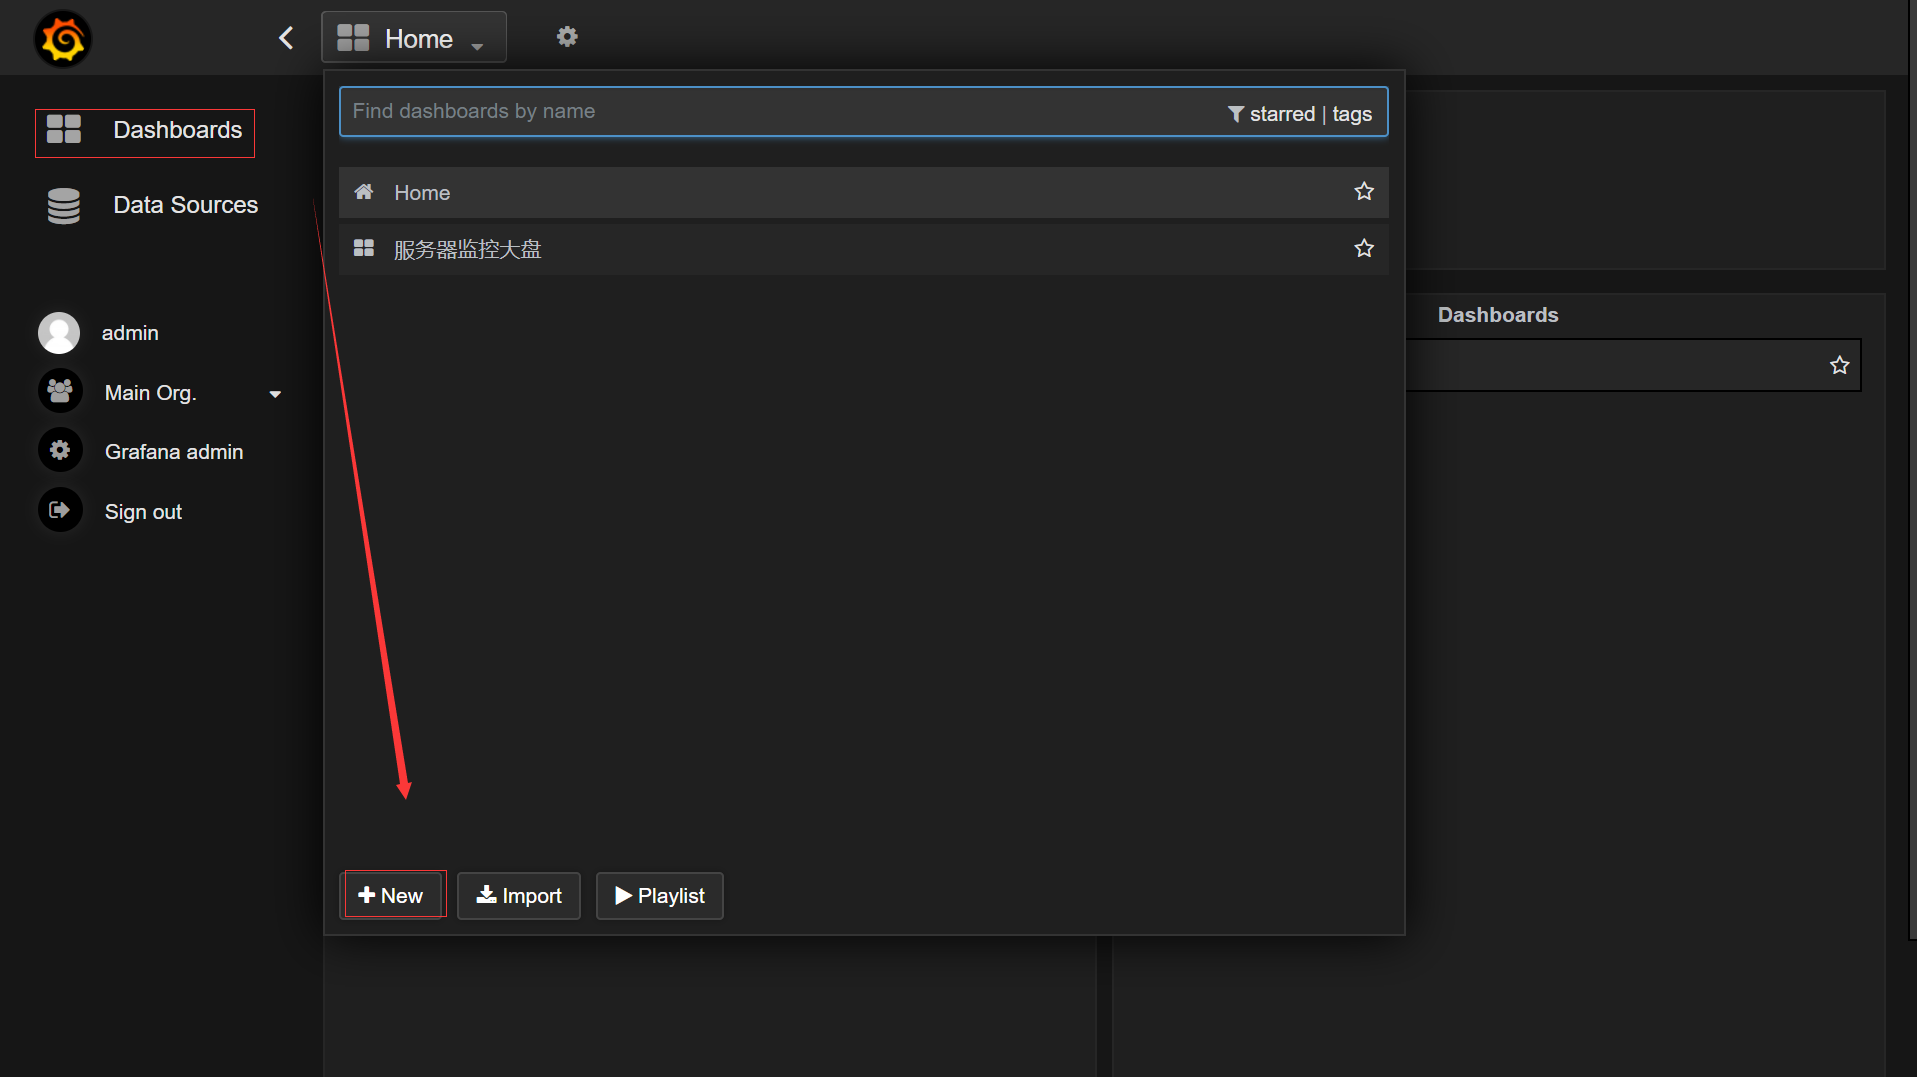 Home
Dashboards
Data Sources
admin
Main Org.
Grafana admin
Sign out
Find dashboards by name
starred | tags
Home
服务器监控大盘
New
Import
Playlist
Dashboards